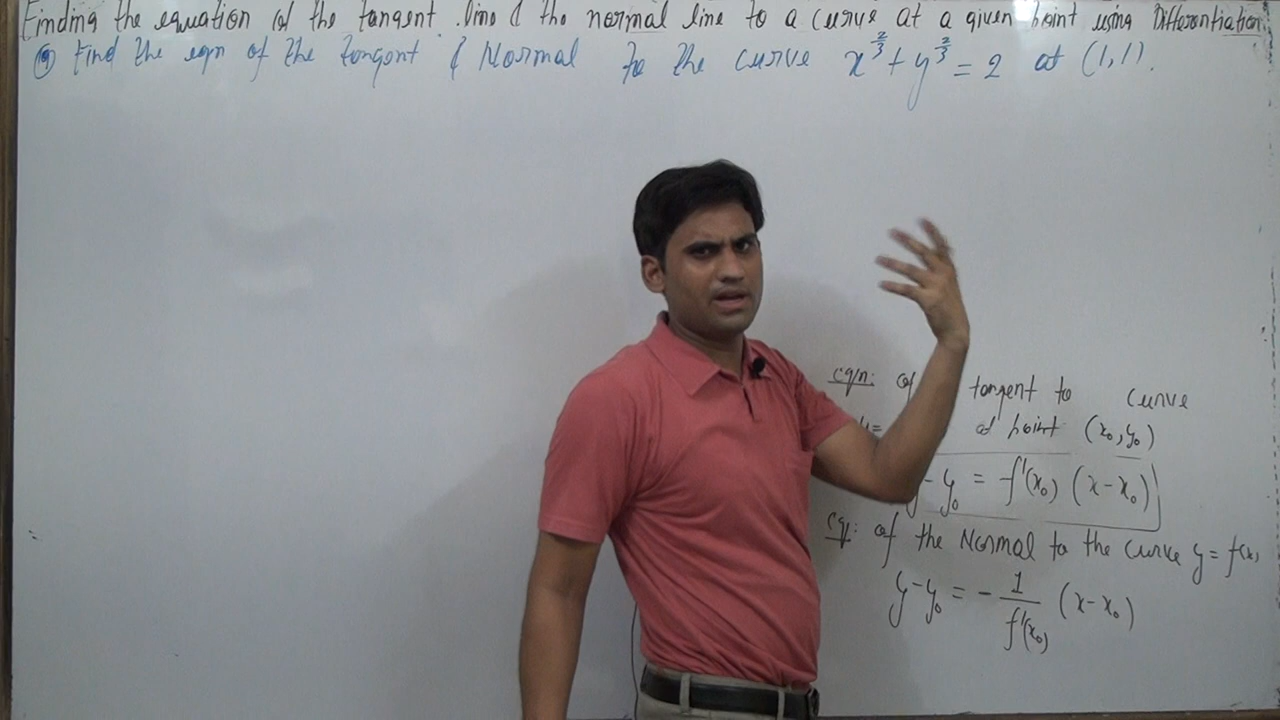 Finding the equation of the tangent line & the normal line to a curve at a given point using Differentiation.
Q Find the eqn of the tangent & Normal to the curve x^{2/3} + y^{2/3} = 2 at (1,1).
eqn: of tangent to curve
at point (x₀, y₀)
- y₀ = f'(x₀) (x-x₀)
eq: of the Normal to the curve y = f(x)
y-y₀ = - 1/f'(x₀) (x-x₀)